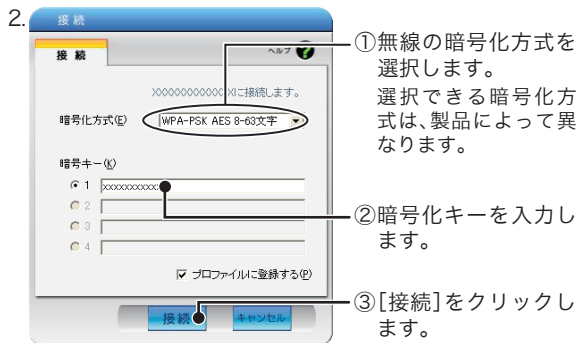 2.
接続
接続
ヘルプ
XXXXXXXXXXXXXXに接続します。
暗号化方式(E)
WPA-PSK AES 8-63文字
暗号キー(K)
1 xxxxxxxxxx
2
3
4
プロファイルに登録する(P)
接続
キャンセル
①無線の暗号化方式を
選択します。
選択できる暗号化方
式は、製品によって異
なります。
②暗号化キーを入力し
ます。
③[接続]をクリックし
ます。